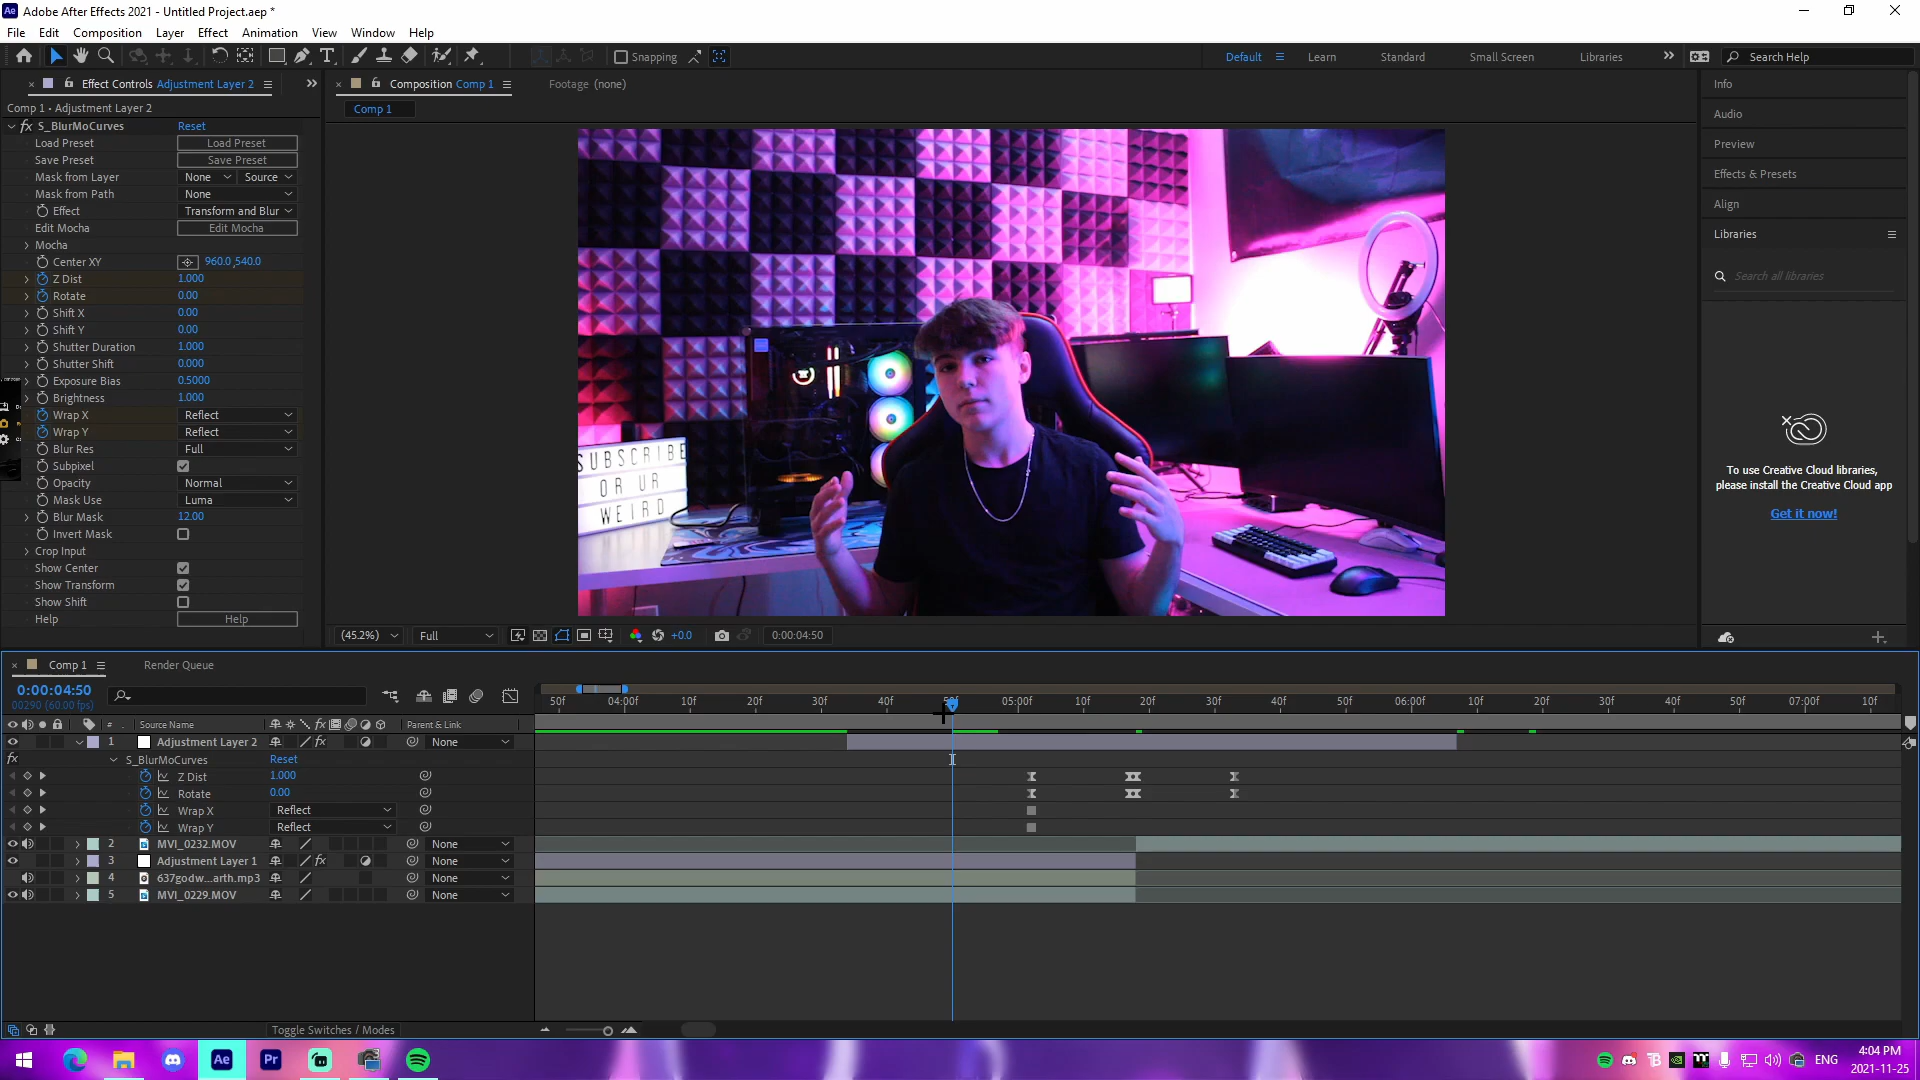 Ae Adobe After Effects 2021 - Untitled Project.aep *
File Edit Composition Layer Effect Animation View Window Help
Snapping Default Learn Standard Small Screen Libraries Search Help
Effect Controls Adjustment Layer 2
Composition Comp 1
Footage (none)
Comp 1 • Adjustment Layer 2
Comp 1
fx S_BlurMoCurves Reset
Load Preset Load Preset
Save Preset Save Preset
Mask from Layer None Source
Mask from Path None
Effect Transform and Blur
Edit Mocha Edit Mocha
Mocha
Center XY 960.0,540.0
Z Dist 1.000
Rotate 0.00
Shift X 0.00
Shift Y 0.00
Shutter Duration 1.000
Shutter Shift 0.000
Exposure Bias 0.5000
Brightness 1.000
Wrap X Reflect
Wrap Y Reflect
Blur Res Full
Subpixel
Opacity Normal
Mask Use Luma
Blur Mask 12.00
Invert Mask
Crop Input
Show Center
Show Transform
Show Shift
Help Help
SUBSCRIBE
OR UR
WEIRD
(45.2%) Full +0.0 0:00:04:50
Info
Audio
Preview
Effects & Presets
Align
Libraries
Search all libraries
To use Creative Cloud libraries,
please install the Creative Cloud app
Get it now!
Comp 1 Render Queue
0:00:04:50
00290 (60.00 fps)
50f 04:00f 10f 20f 30f 40f 50f 05:00f 10f 20f 30f 40f 50f 06:00f 10f 20f 30f 40f 50f 07:00f 10f
# Source Name fx Parent & Link
1 Adjustment Layer 2 fx None
fx S_BlurMoCurves Reset
Z Dist 1.000
Rotate 0.00
Wrap X Reflect
Wrap Y Reflect
2 MVI_0232.MOV None
3 Adjustment Layer 1 fx None
4 637godw...arth.mp3 None
5 MVI_0229.MOV None
Toggle Switches / Modes
Ae Pr ENG 4:04 PM
2021-11-25